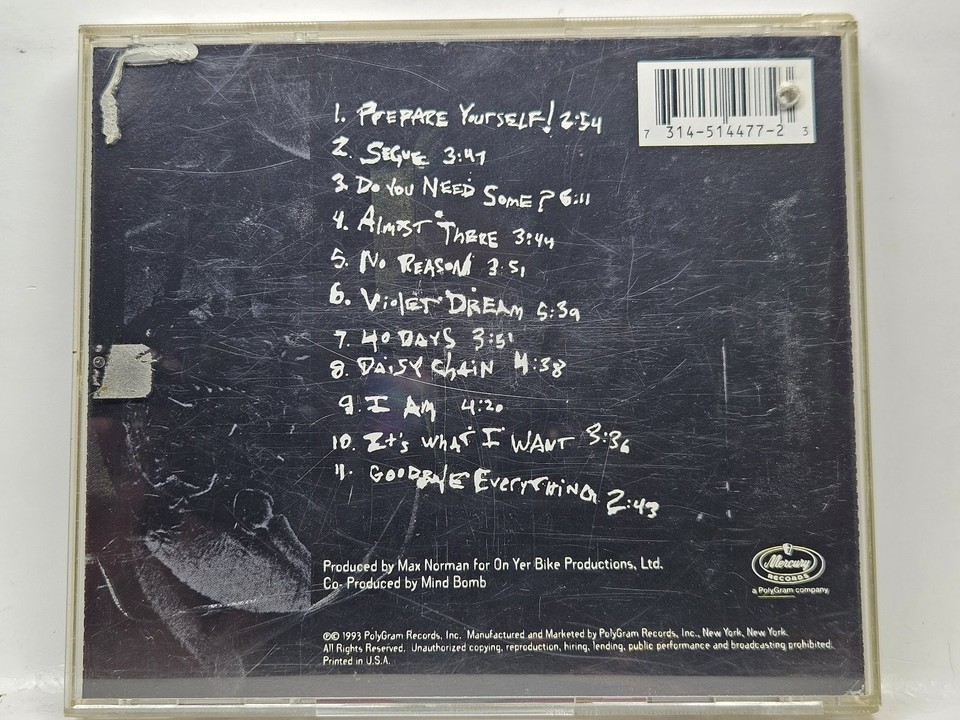 1. PREPARE YOURSELF! 2:54
2. SEGUE 3:47
3. DO YOU NEED SOME? 6:11
4. ALMOST THERE 3:44
5. NO REASON 3:51
6. VIOLET DREAM 5:39
7. 40 DAYS 3:51
8. DAISY CHAIN 4:38
9. I AM 4:20
10. It's what I WANT 3:36
11. GOODBYE EVERYTHING 2:43
7 314-514477-2 3
Produced by Max Norman for On Yer Bike Productions, Ltd.
Co- Produced by Mind Bomb
Mercury
RECORDS
a PolyGram company
℗© 1993 PolyGram Records, Inc. Manufactured and Marketed by PolyGram Records, Inc., New York, New York.
All Rights Reserved. Unauthorized copying, reproduction, hiring, lending, public performance and broadcasting prohibited.
Printed in U.S.A.